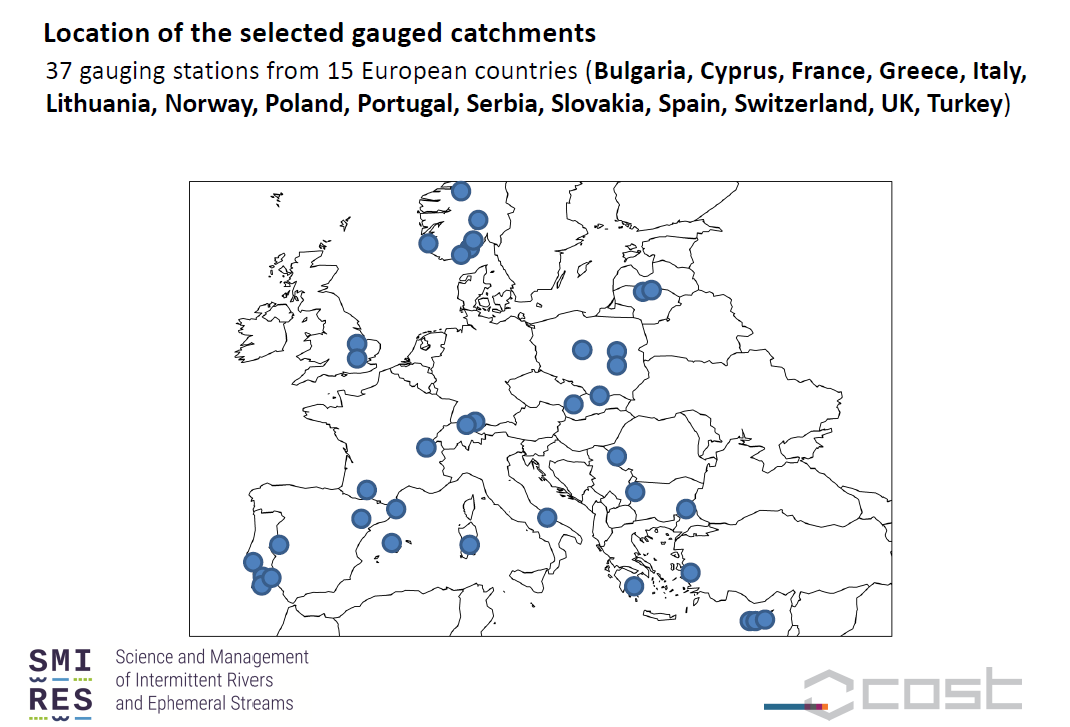 Location of the selected gauged catchments
37 gauging stations from 15 European countries (Bulgaria, Cyprus, France, Greece, Italy,
Lithuania, Norway, Poland, Portugal, Serbia, Slovakia, Spain, Switzerland, UK, Turkey)
SMI
RES
Science and Management
of Intermittent Rivers
and Ephemeral Streams
cost